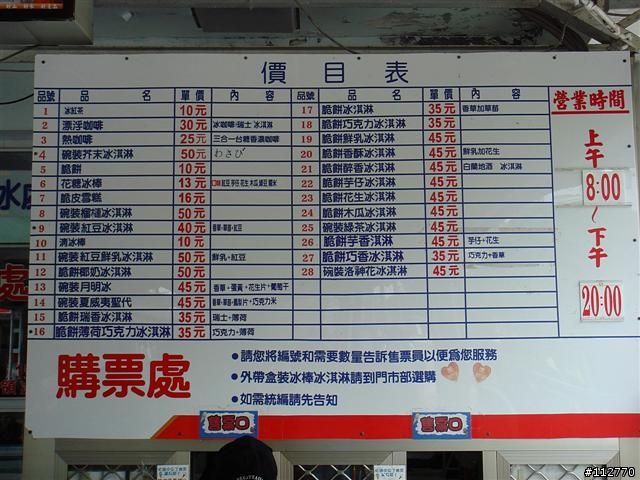 價目表
品號 品名 單價 內容 品號 品名 單價 內容
1 冰紅茶 10元
2 漂浮咖啡 30元 冰咖啡+瑞士 冰淇淋
3 熱咖啡 25元 三合一台糖香濃咖啡
*4 碗裝芥末冰淇淋 50元 わさび
5 脆餅 10元
6 花糖冰棒 13元
7 脆皮雪糕 16元
8 碗裝榴槤冰淇淋 50元
9 碗裝紅豆冰淇淋 40元
10 清冰棒 10元
11 碗裝紅豆鮮乳冰淇淋 50元 鮮乳+紅豆
12 碗裝椰奶冰淇淋 50元
13 碗裝月明冰 45元 香草+蛋黃+花生片+葡萄干
14 碗裝夏威夷聖代 45元
15 脆餅瑞香冰淇淋 35元 瑞士+薄荷
*16 脆餅薄荷巧克力冰淇淋 35元 巧克力+薄荷
17 脆餅冰淇淋 35元 香草加草莓
18 脆餅巧克力冰淇淋 35元
19 脆餅鮮乳冰淇淋 45元
20 脆餅香酥冰淇淋 45元 鮮乳加花生
21 脆餅醉香冰淇淋 45元 白蘭地酒 冰淇淋
22 脆餅芋仔冰淇淋 45元
23 脆餅花生冰淇淋 45元
24 脆餅木瓜冰淇淋 45元
25 碗裝綠茶冰淇淋 45元
26 脆餅芋香冰淇淋 45元 芋仔+花生
27 脆餅巧香冰淇淋 35元 巧克力+香草
28 碗裝洛神花冰淇淋 45元
營業時間
上午
8:00
~
下午
20:00
購票處
•請您將編號和需要數量告訴售票員以便為您服務
•外帶盒裝冰棒冰淇淋請到門市部選購
•如需統編請先告知
售票口
售票口
處
#112770